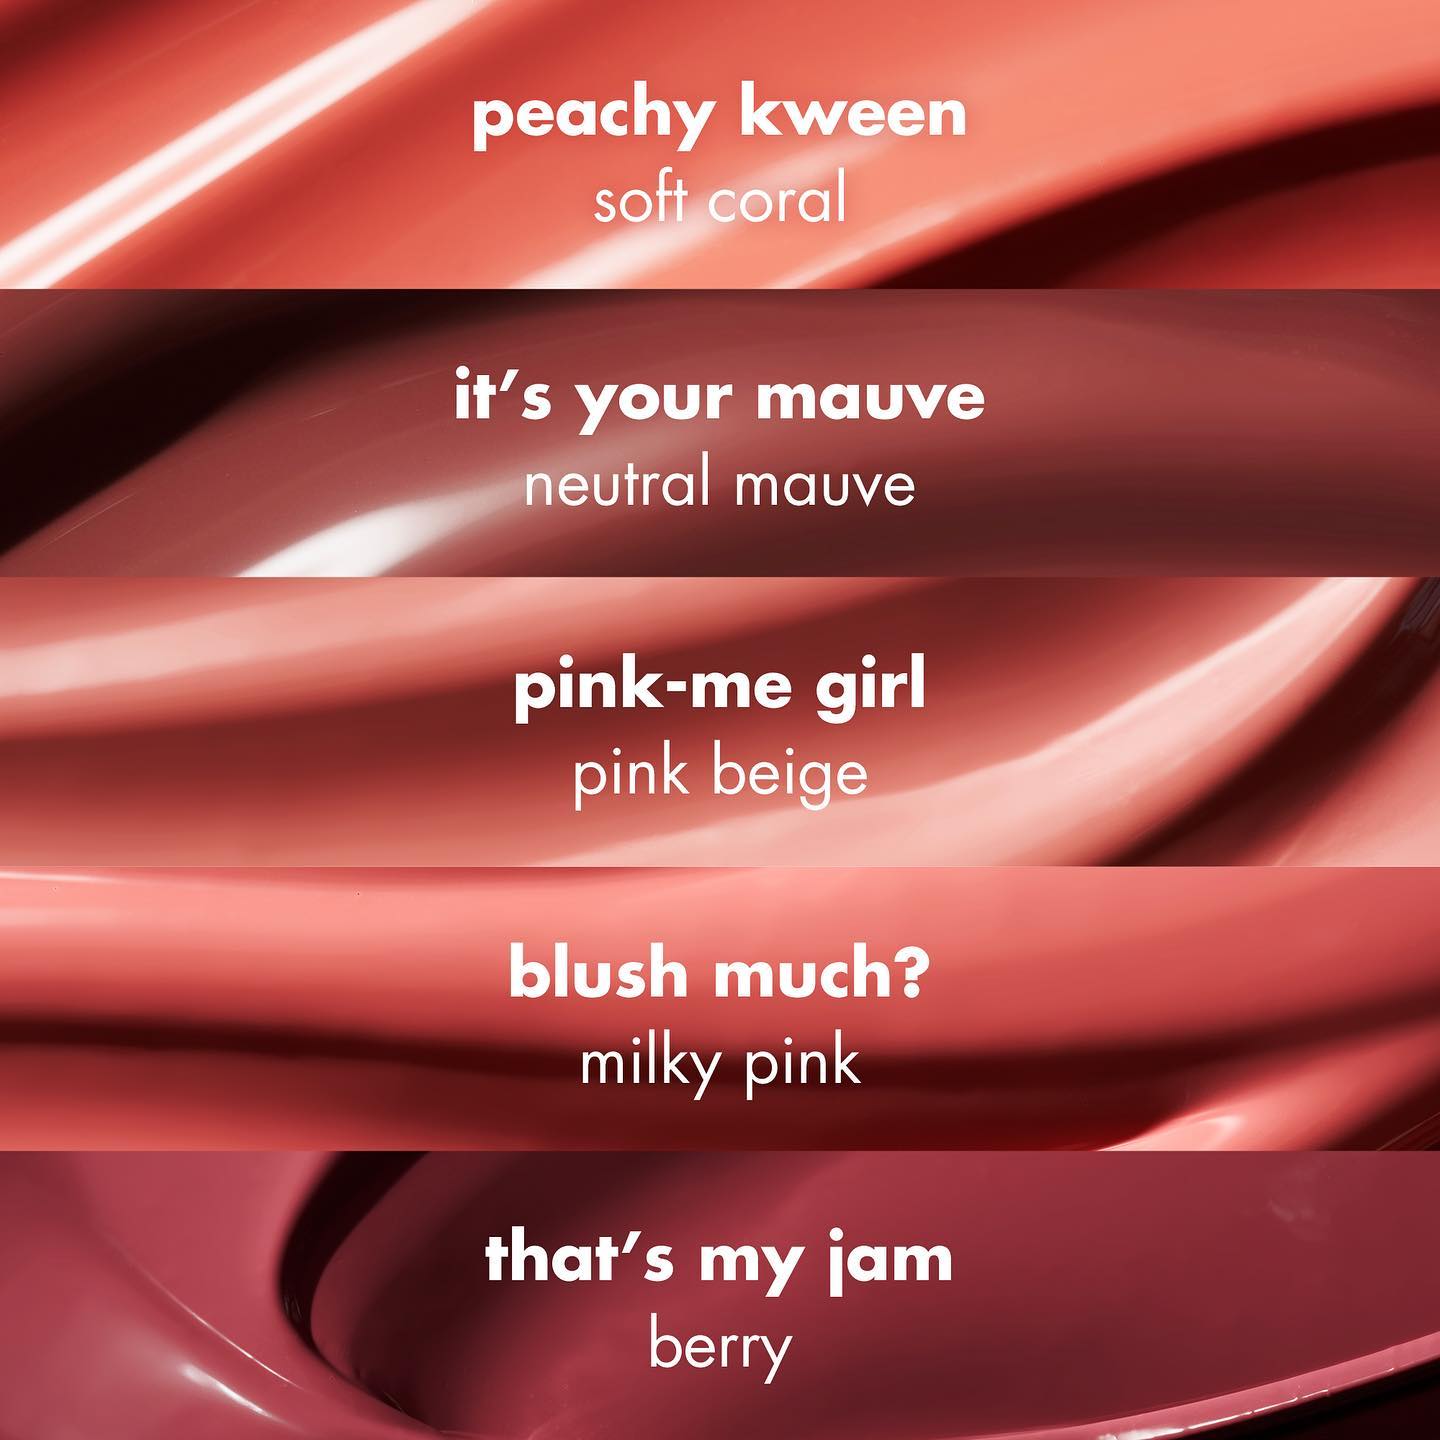 peachy kween
soft coral
it’s your mauve
neutral mauve
pink-me girl
pink beige
blush much?
milky pink
that’s my jam
berry